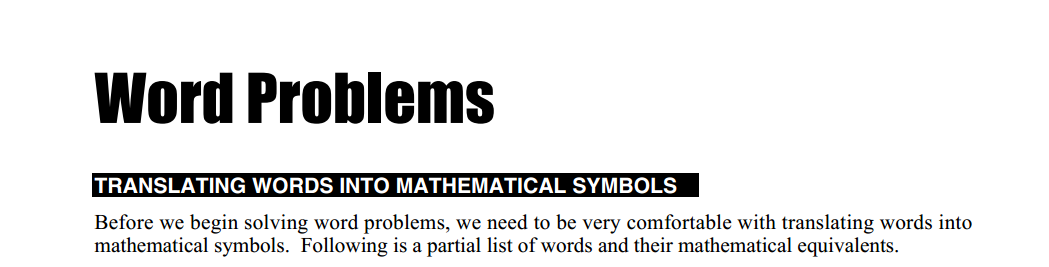 Word Problems
TRANSLATING WORDS INTO MATHEMATICAL SYMBOLS
Before we begin solving word problems, we need to be very comfortable with translating words into
mathematical symbols.  Following is a partial list of words and their mathematical equivalents.